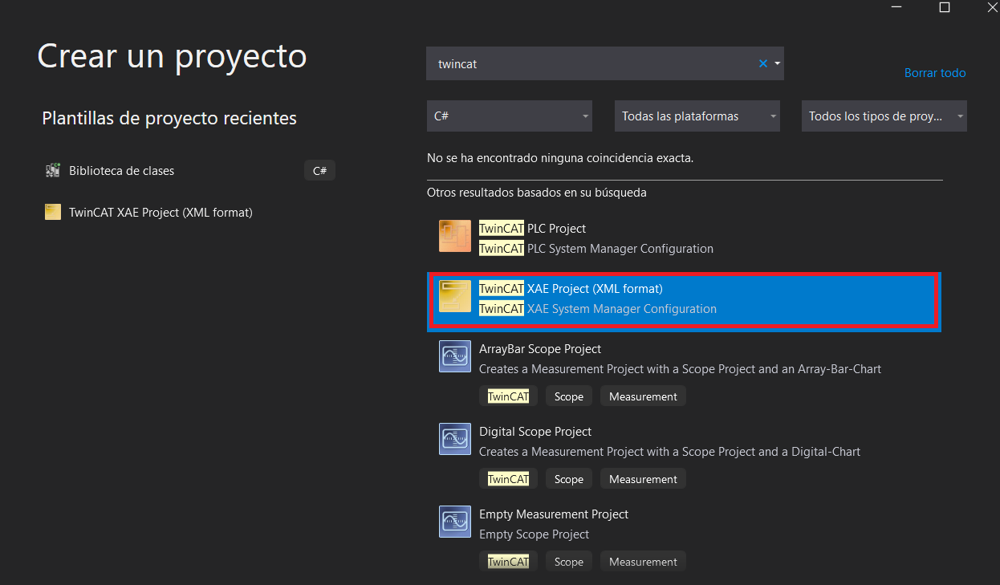 Crear un proyecto
Plantillas de proyecto recientes
Biblioteca de clases
C#
TwinCAT XAE Project (XML format)
twincat
Borrar todo
C#
Todas las plataformas
Todos los tipos de proy...
No se ha encontrado ninguna coincidencia exacta.
Otros resultados basados en su búsqueda
TwinCAT PLC Project
TwinCAT PLC System Manager Configuration
TwinCAT XAE Project (XML format)
TwinCAT XAE System Manager Configuration
ArrayBar Scope Project
Creates a Measurement Project with a Scope Project and an Array-Bar-Chart
TwinCAT Scope Measurement
Digital Scope Project
Creates a Measurement Project with a Scope Project and a Digital-Chart
TwinCAT Scope Measurement
Empty Measurement Project
Empty Scope Project
TwinCAT Scope Measurement